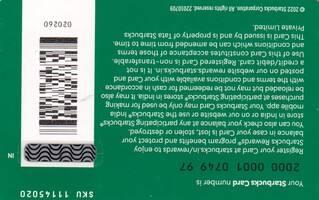 Your Starbucks Card number is
2000 0001 0749 97
Register your card at starbucks.in/rewards to enjoy
Starbucks Rewards® program benefits and protect your
balance in case your card is lost, stolen or destroyed.
You can also check your balance at any participating Starbucks®
store in India or on our website or use the Starbucks® India
mobile app. Your Starbucks Card may only be used for making
purchases at participating Starbucks® stores in India. It may also
be reloaded but may not be redeemed for cash in accordance
with the terms and conditions available with your Card and
posted on our website rewards.starbucks.in. It is not
a credit/debit card. Registered Card is non-transferable.
Use of this Card constitutes acceptance of those terms
and conditions which can be amended from time to time.
This Card is issued by and is property of Tata Starbucks
Private Limited.
© 2022 Starbucks Corporation. All rights reserved. 22010709
SKU 11145020
IN
020260